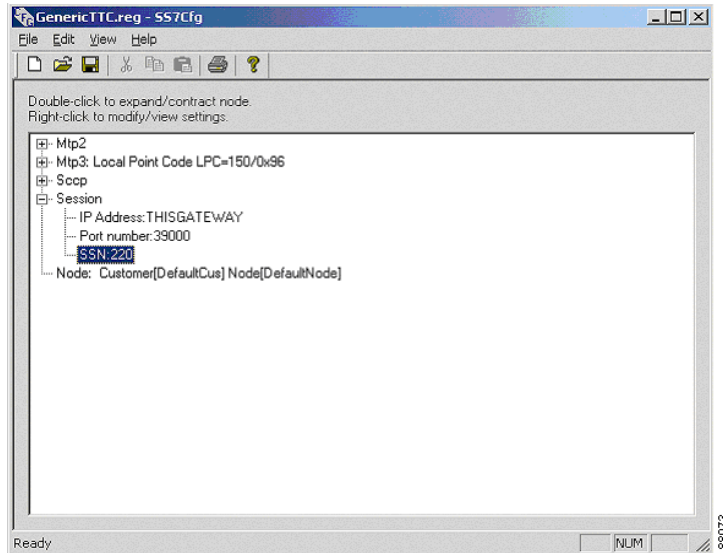 GenericTTC.reg - SS7Cfg
File Edit View Help
Double-click to expand/contract node.
Right-click to modify/view settings.
Mtp2
Mtp3: Local Point Code LPC=150/0x96
Sccp
Session
IP Address:THISGATEWAY
Port number:39000
SSN:220
Node: Customer[DefaultCus] Node[DefaultNode]
Ready
NUM